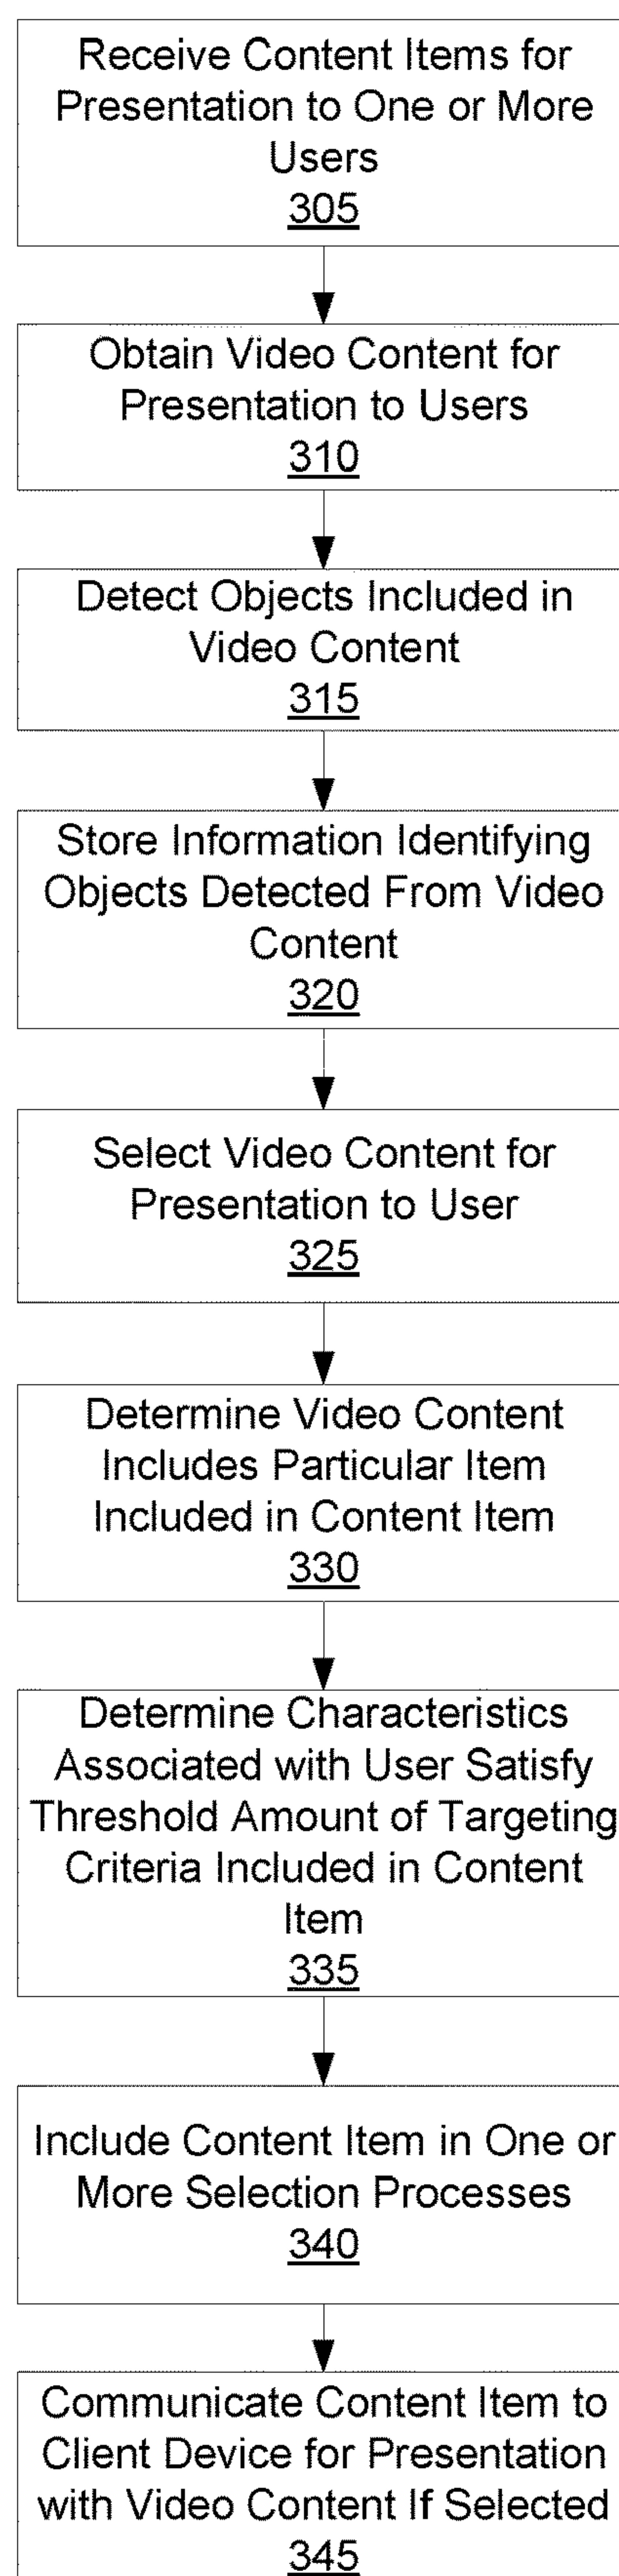 Receive Content Items for
Presentation to One or More
Users
305
Obtain Video Content for
Presentation to Users
310
Detect Objects Included in
Video Content
315
Store Information Identifying
Objects Detected From Video
Content
320
Select Video Content for
Presentation to User
325
Determine Video Content
Includes Particular Item
Included in Content Item
330
Determine Characteristics
Associated with User Satisfy
Threshold Amount of Targeting
Criteria Included in Content
Item
335
Include Content Item in One or
More Selection Processes
340
Communicate Content Item to
Client Device for Presentation
with Video Content If Selected
345